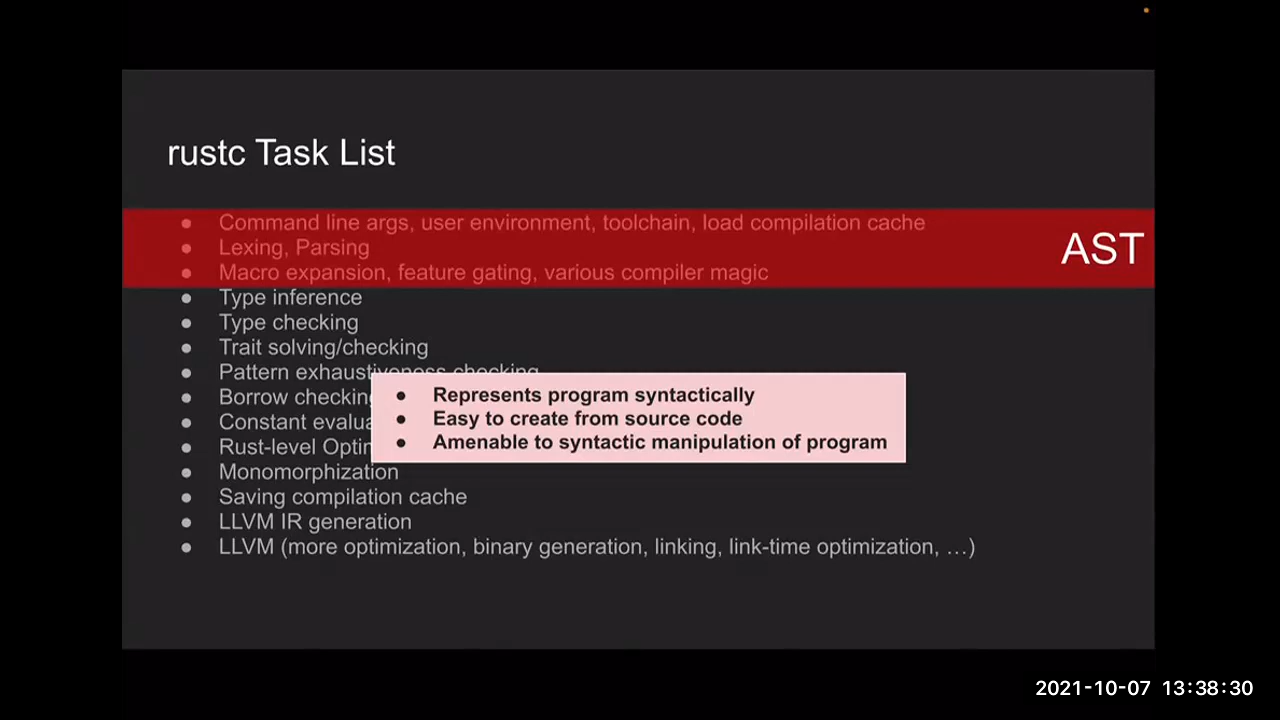 rustc Task List
● Command line args, user environment, toolchain, load compilation cache
● Lexing, Parsing
● Macro expansion, feature gating, various compiler magic
AST
● Type inference
● Type checking
● Trait solving/checking
● Pattern exhaustiveness checking
● Borrow checking
● Constant
● Rust-level
● Monomorphization
● Saving compilation cache
● LLVM IR generation
● LLVM (more optimization, binary generation, linking, link-time optimization, …)
● Represents program syntactically
● Easy to create from source code
● Amenable to syntactic manipulation of program
2021-10-07 13:38:30